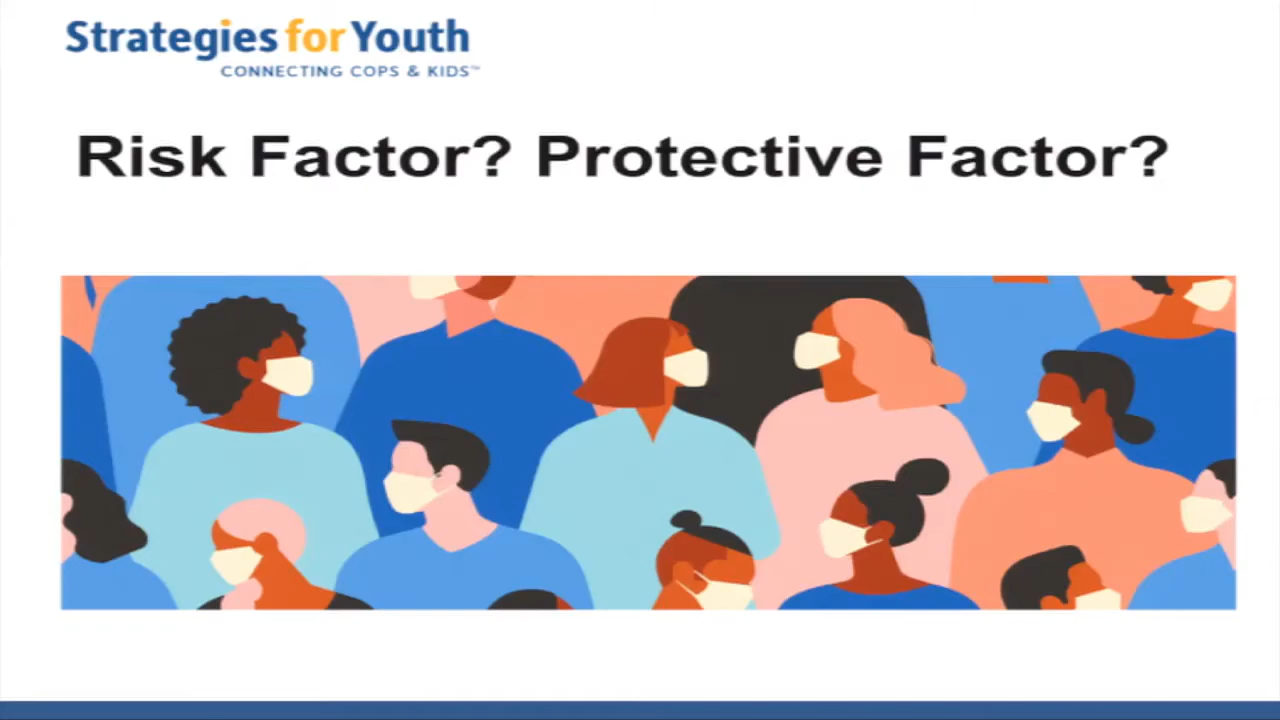 Strategies for Youth
CONNECTING COPS & KIDS™
Risk Factor? Protective Factor?